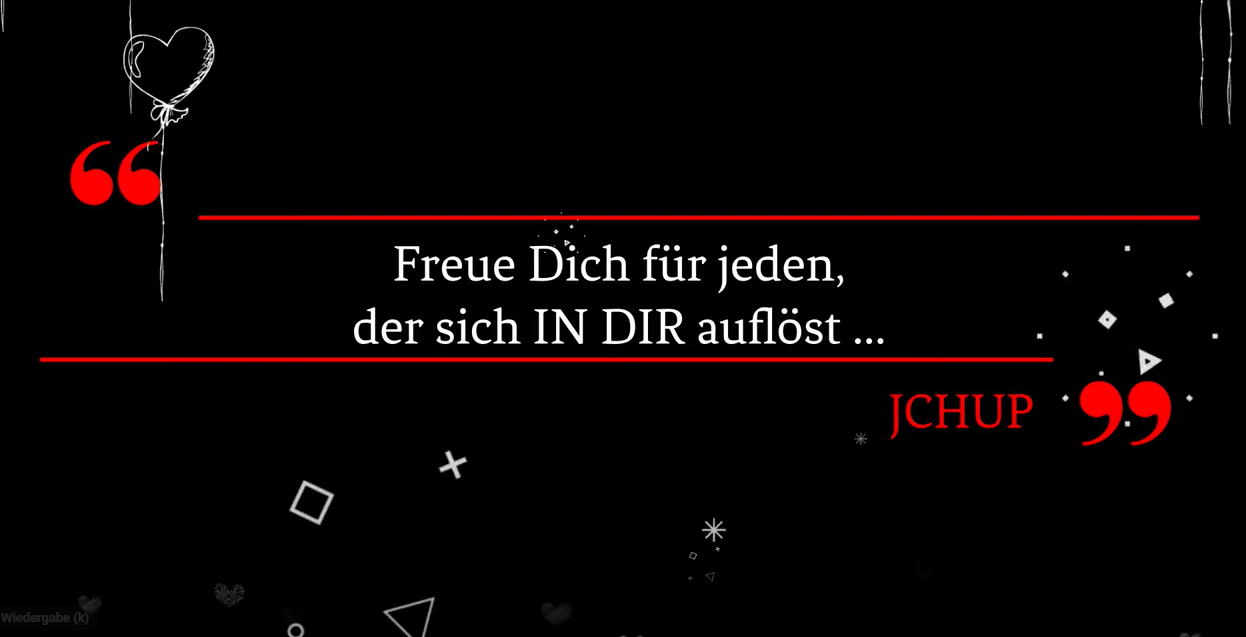 Freue Dich für jeden,
der sich IN DIR auflöst ...
JCHUP
Wiedergabe (k)